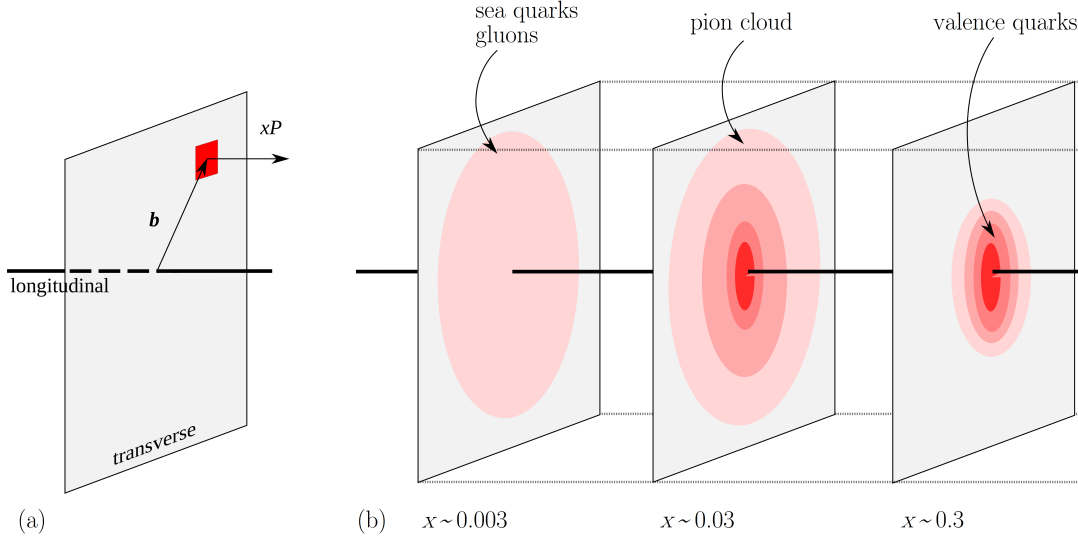 sea quarks
gluons
pion cloud
valence quarks
xP
b
longitudinal
transverse
(a)
(b)
x ~ 0.003
x ~ 0.03
x ~ 0.3